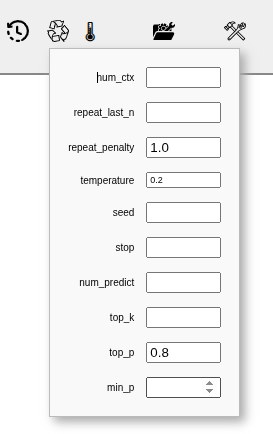 num_ctx
repeat_last_n
repeat_penalty 1.0
temperature 0.2
seed
stop
num_predict
top_k
top_p 0.8
min_p